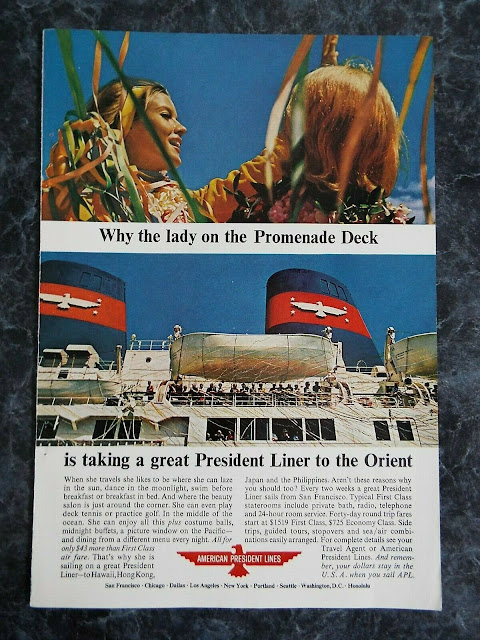 Why the lady on the Promenade Deck
is taking a great President Liner to the Orient
When she travels she likes to be where she can laze
in the sun, dance in the moonlight, swim before
breakfast or breakfast in bed. And where the beauty
salon is just around the corner. She can even play
deck tennis or practice golf. In the middle of the
ocean. She can enjoy all this plus costume balls,
midnight buffets, a picture window on the Pacific—
and dining from a different menu every night. All for
only $43 more than First Class
air fare. That's why she is
sailing on a great President
Liner—to Hawaii, Hong Kong,
Japan and the Philippines. Aren't these reasons why
you should too? Every two weeks a great President
Liner sails from San Francisco. Typical First Class
staterooms include private bath, radio, telephone
and 24-hour room service. Forty-day round trip fares
start at $1519 First Class, $725 Economy Class. Side
trips, guided tours, stopovers and sea/air combi-
nations easily arranged. For complete details see your
Travel Agent or American
President Lines. And remem-
ber, your dollars stay in the
U.S.A. when you sail APL.
AMERICAN PRESIDENT LINES
San Francisco · Chicago · Dallas · Los Angeles · New York · Portland · Seattle · Washington, D.C. · Honolulu